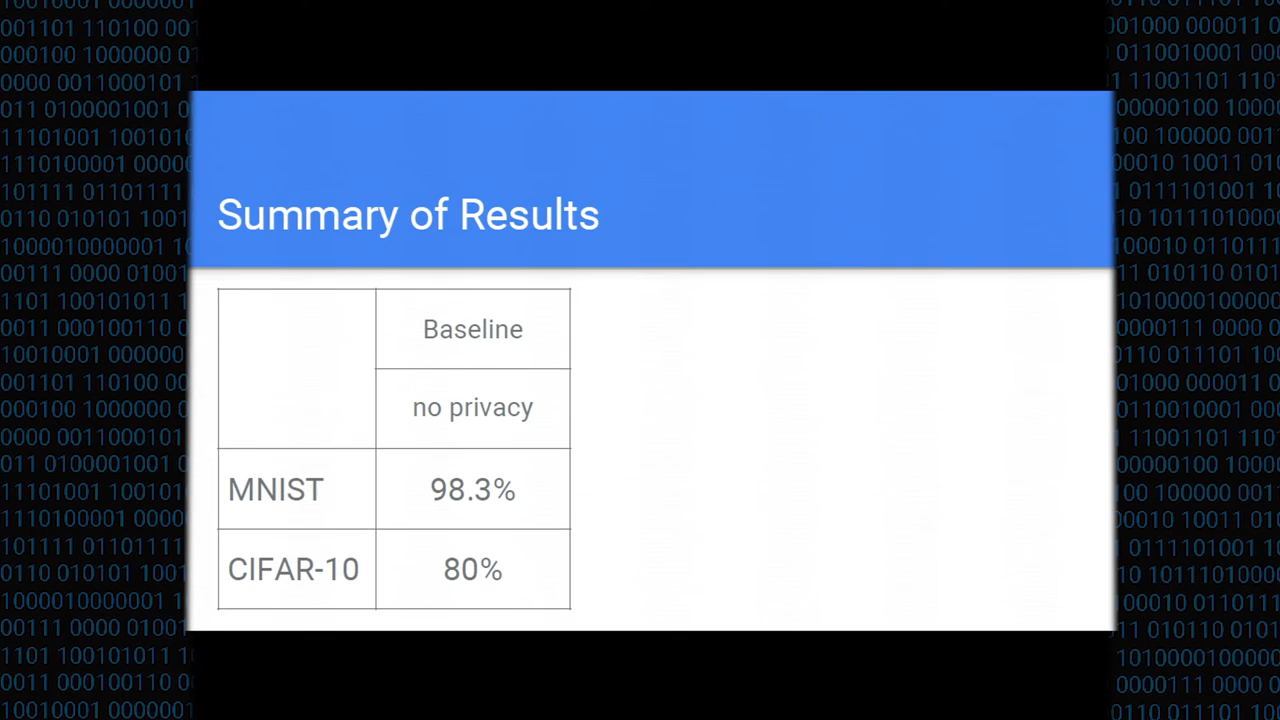 Summary of Results
Baseline
no privacy
MNIST 98.3%
CIFAR-10 80%